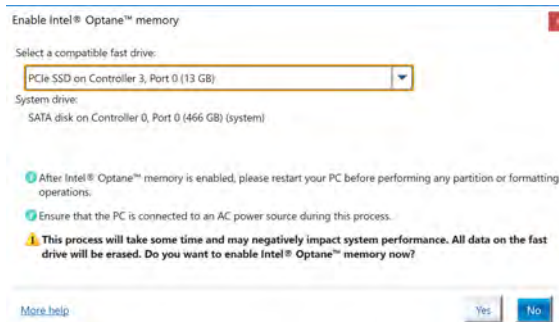 Enable Intel® Optane™ memory
Select a compatible fast drive:
PCIe SSD on Controller 3, Port 0 (13 GB)
System drive:
SATA disk on Controller 0, Port 0 (466 GB) (system)
After Intel® Optane™ memory is enabled, please restart your PC before performing any partition or formatting
operations.
Ensure that the PC is connected to an AC power source during this process.
This process will take some time and may negatively impact system performance. All data on the fast
drive will be erased. Do you want to enable Intel® Optane™ memory now?
More help
Yes
No